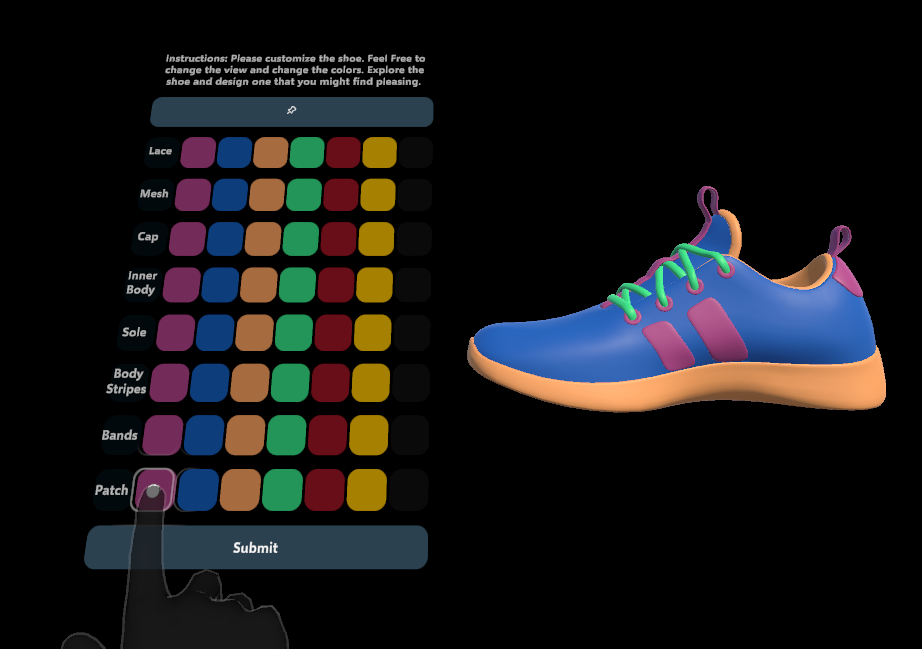 Instructions: Please customize the shoe. Feel Free to
change the view and change the colors. Explore the
shoe and design one that you might find pleasing.
Lace
Mesh
Cap
Inner
Body
Sole
Body
Stripes
Bands
Patch
Submit